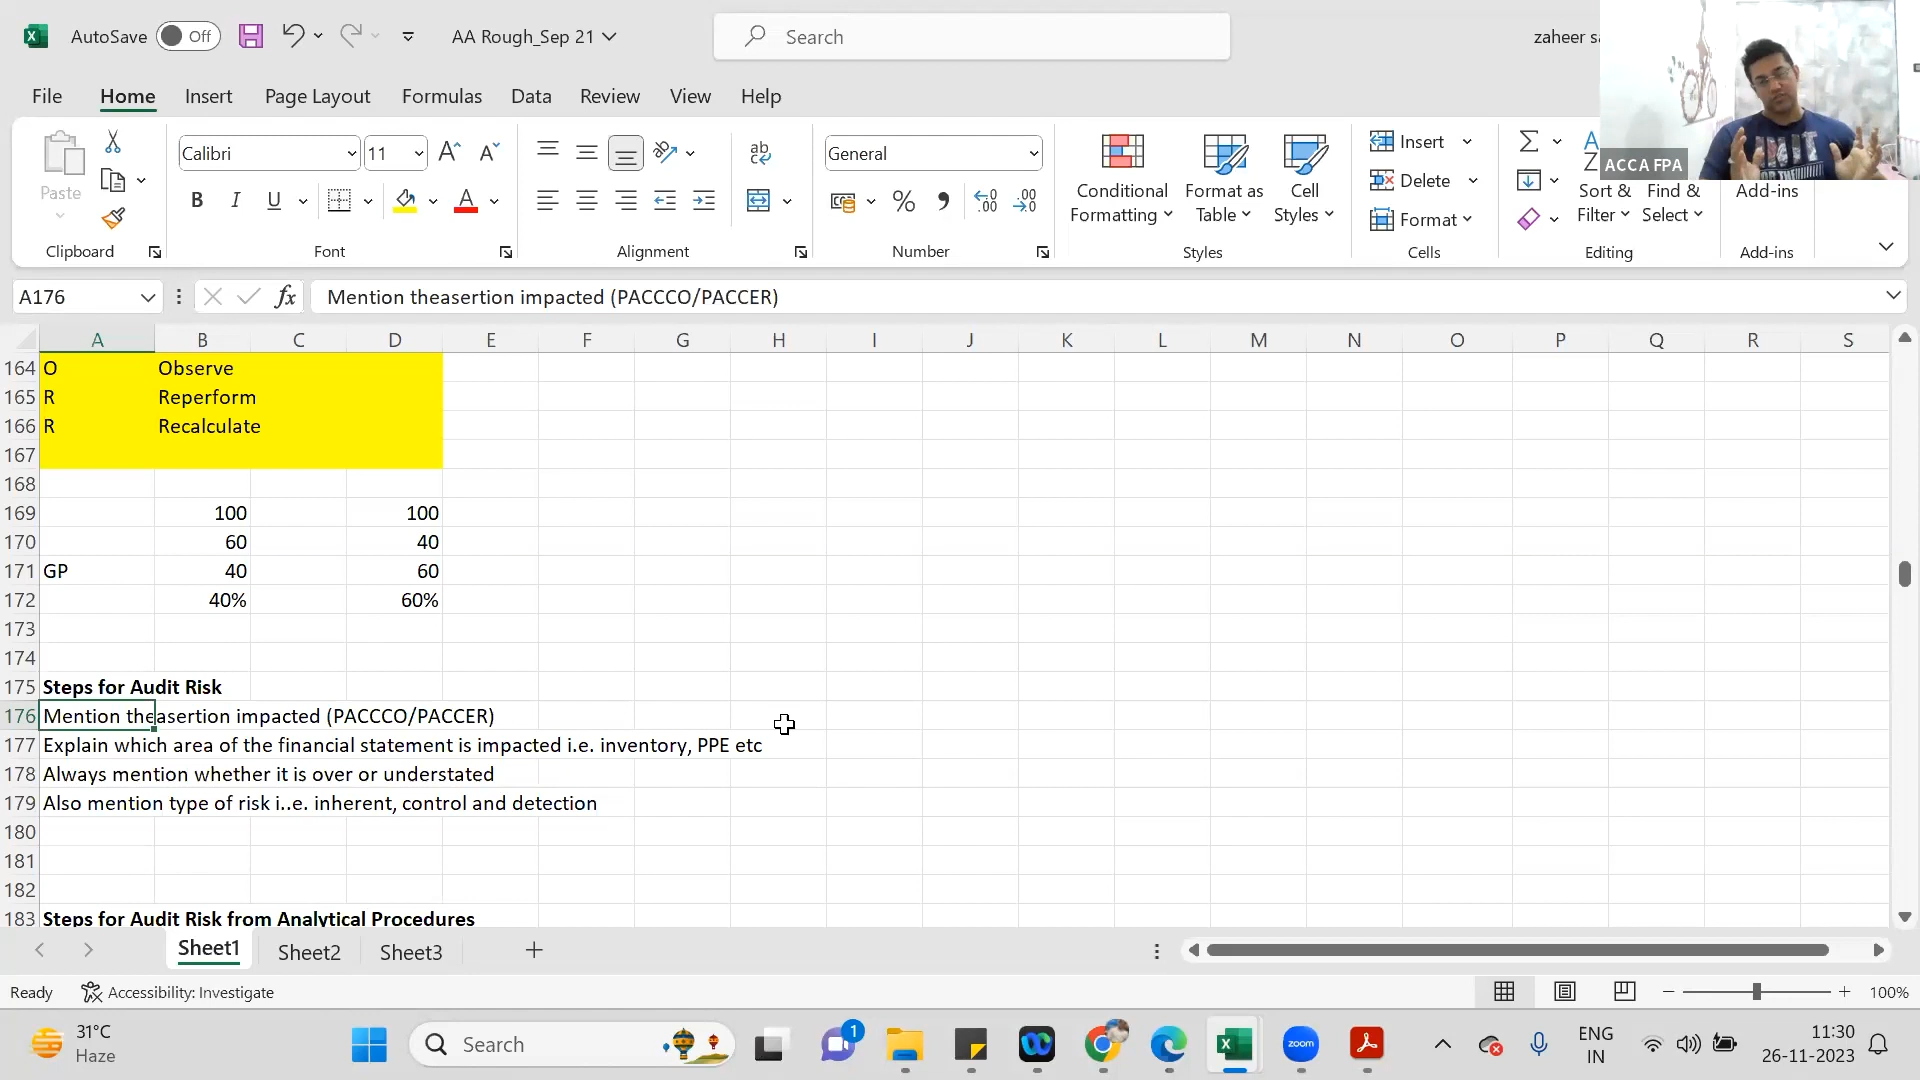 AutoSave Off AA Rough_Sep 21 Search zaheer sa
File Home Insert Page Layout Formulas Data Review View Help
ACCA FPA
Paste
Calibri 11
General
Conditional Formatting
Format as Table
Cell Styles
Insert
Delete
Format
Sort & Filter
Find & Select
Add-ins
Clipboard Font Alignment Number Styles Cells Editing Add-ins
A176 fx Mention theasertion impacted (PACCCO/PACCER)
A B C D E F G H I J K L M N O P Q R S
164 O Observe
165 R Reperform
166 R Recalculate
167
168
169 100 100
170 60 40
171 GP 40 60
172 40% 60%
173
174
175 Steps for Audit Risk
176 Mention theasertion impacted (PACCCO/PACCER)
177 Explain which area of the financial statement is impacted i.e. inventory, PPE etc
178 Always mention whether it is over or understated
179 Also mention type of risk i..e. inherent, control and detection
180
181
182
183 Steps for Audit Risk from Analytical Procedures
Sheet1 Sheet2 Sheet3
Ready Accessibility: Investigate 100%
31°C
Haze
Search
1
zoom
ENG
IN
11:30
26-11-2023